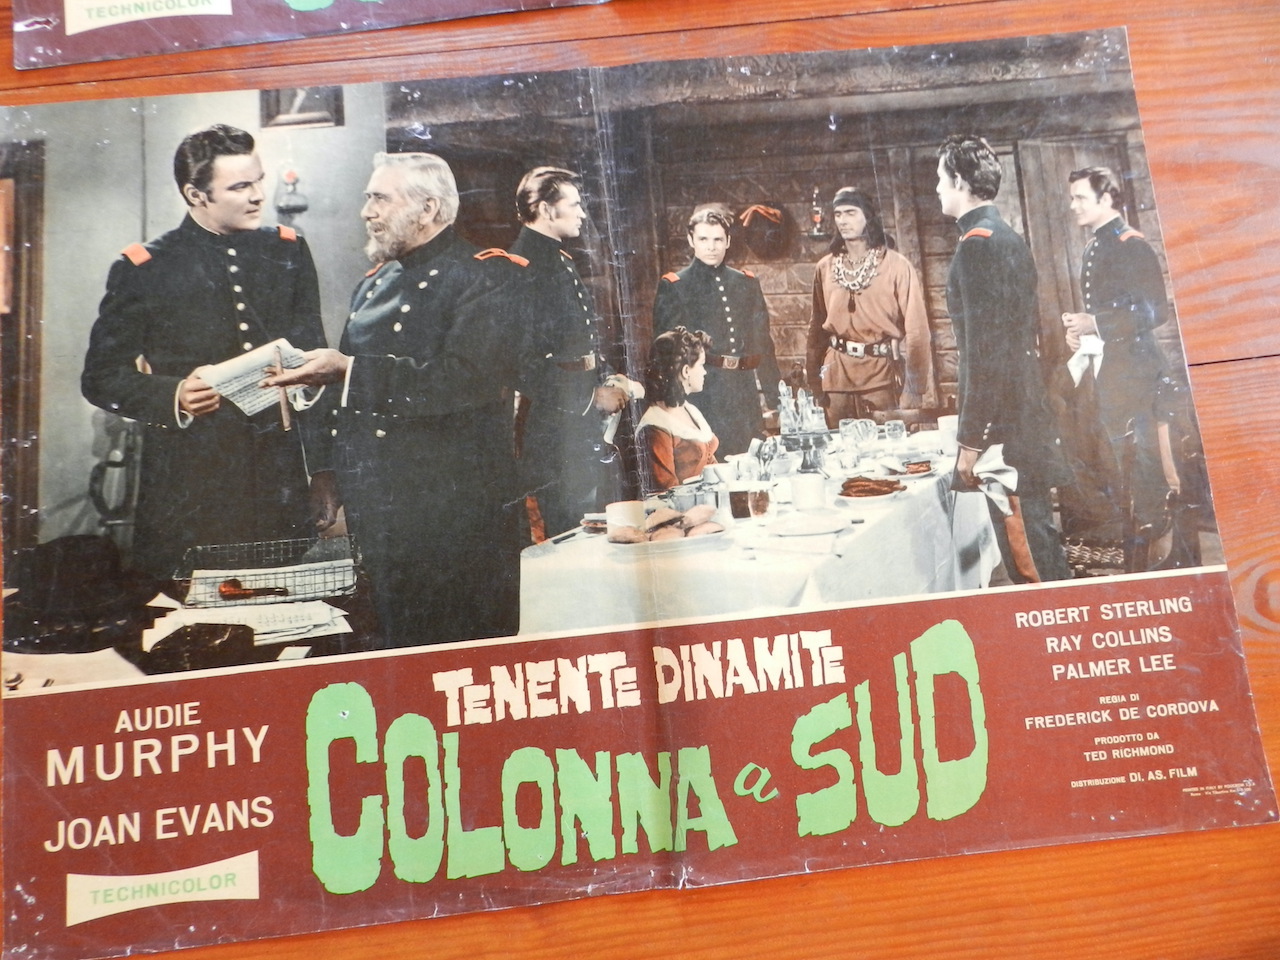 TECHNICOLOR
TENENTE DINAMITE
COLONNA a SUD
AUDIE
MURPHY
JOAN EVANS
TECHNICOLOR
ROBERT STERLING
RAY COLLINS
PALMER LEE
REGIA DI
FREDERICK DE CORDOVA
PRODOTTO DA
TED RICHMOND
DISTRIBUZIONE DI. AS. FILM